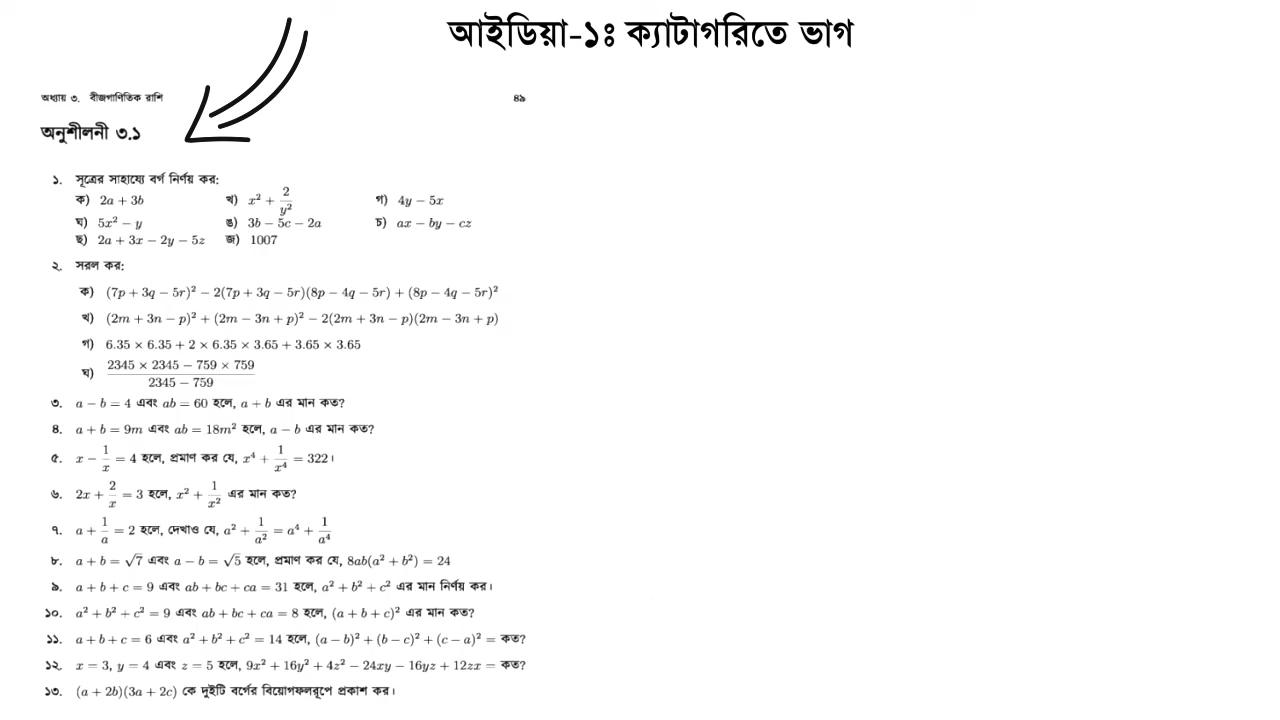 আইডিয়া-১ঃ ক্যাটাগরিতে ভাগ
অধ্যায় ৩. বীজগাণিতিক রাশি ৪৯
অনুশীলনী ৩.১
১. সূত্রের সাহায্যে বর্গ নির্ণয় কর:
ক) 2a + 3b খ) x² + 2/y² গ) 4y − 5x
ঘ) 5x² − y ঙ) 3b − 5c − 2a চ) ax − by − cz
ছ) 2a + 3x − 2y − 5z জ) 1007
২. সরল কর:
ক) (7p + 3q − 5r)² − 2(7p + 3q − 5r)(8p − 4q − 5r) + (8p − 4q − 5r)²
খ) (2m + 3n − p)² + (2m − 3n + p)² − 2(2m + 3n − p)(2m − 3n + p)
গ) 6.35 × 6.35 + 2 × 6.35 × 3.65 + 3.65 × 3.65
ঘ) (2345 × 2345 − 759 × 759)/(2345 − 759)
৩. a − b = 4 এবং ab = 60 হলে, a + b এর মান কত?
৪. a + b = 9m এবং ab = 18m² হলে, a − b এর মান কত?
৫. x − 1/x = 4 হলে, প্রমাণ কর যে, x⁴ + 1/x⁴ = 322।
৬. 2x + 2/x = 3 হলে, x² + 1/x² এর মান কত?
৭. a + 1/a = 2 হলে, দেখাও যে, a² + 1/a² = a⁴ + 1/a⁴
৮. a + b = √7 এবং a − b = √5 হলে, প্রমাণ কর যে, 8ab(a² + b²) = 24
৯. a + b + c = 9 এবং ab + bc + ca = 31 হলে, a² + b² + c² এর মান নির্ণয় কর।
১০. a² + b² + c² = 9 এবং ab + bc + ca = 8 হলে, (a + b + c)² এর মান কত?
১১. a + b + c = 6 এবং a² + b² + c² = 14 হলে, (a − b)² + (b − c)² + (c − a)² = কত?
১২. x = 3, y = 4 এবং z = 5 হলে, 9x² + 16y² + 4z² − 24xy − 16yz + 12zx = কত?
১৩. (a + 2b)(3a + 2c) কে দুইটি বর্গের বিয়োগফলরূপে প্রকাশ কর।